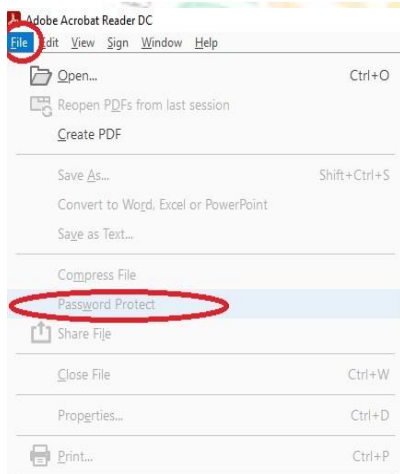 Adobe Acrobat Reader DC
File Edit View Sign Window Help
Open... Ctrl+O
Reopen PDFs from last session
Create PDF
Save As... Shift+Ctrl+S
Convert to Word, Excel or PowerPoint
Save as Text...
Compress File
Password Protect
Share File
Close File Ctrl+W
Properties... Ctrl+D
Print... Ctrl+P